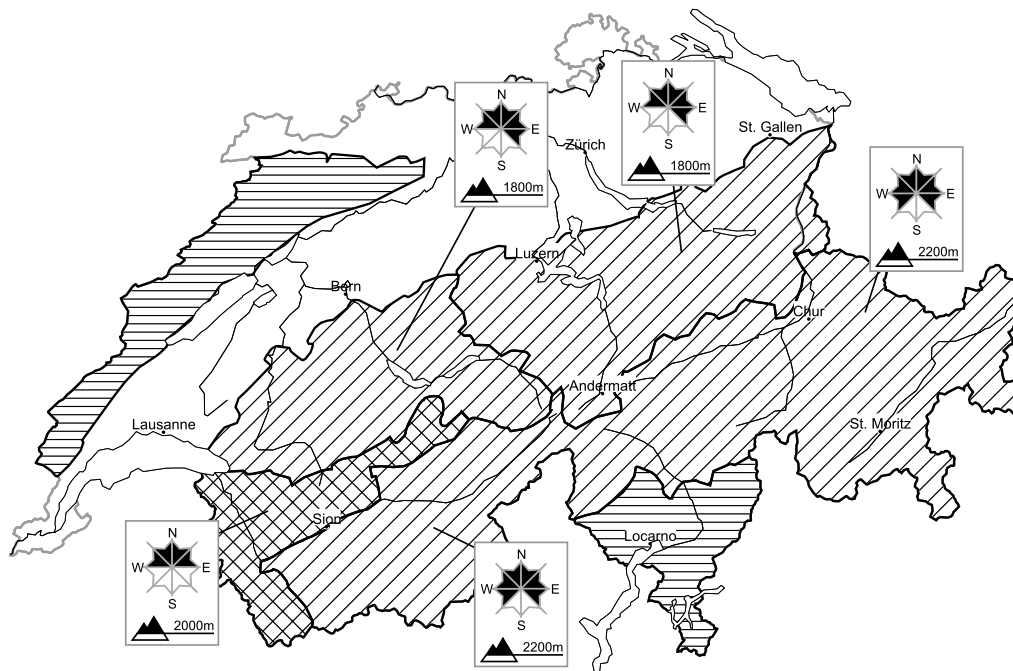 N
W E
S
1800m
N
W E
S
1800m
N
W E
S
2200m
St. Gallen
Zürich
Luzern
Bern
Chur
Andermatt
Lausanne
St. Moritz
Sion
Locarno
N
W E
S
2000m
N
W E
S
2200m